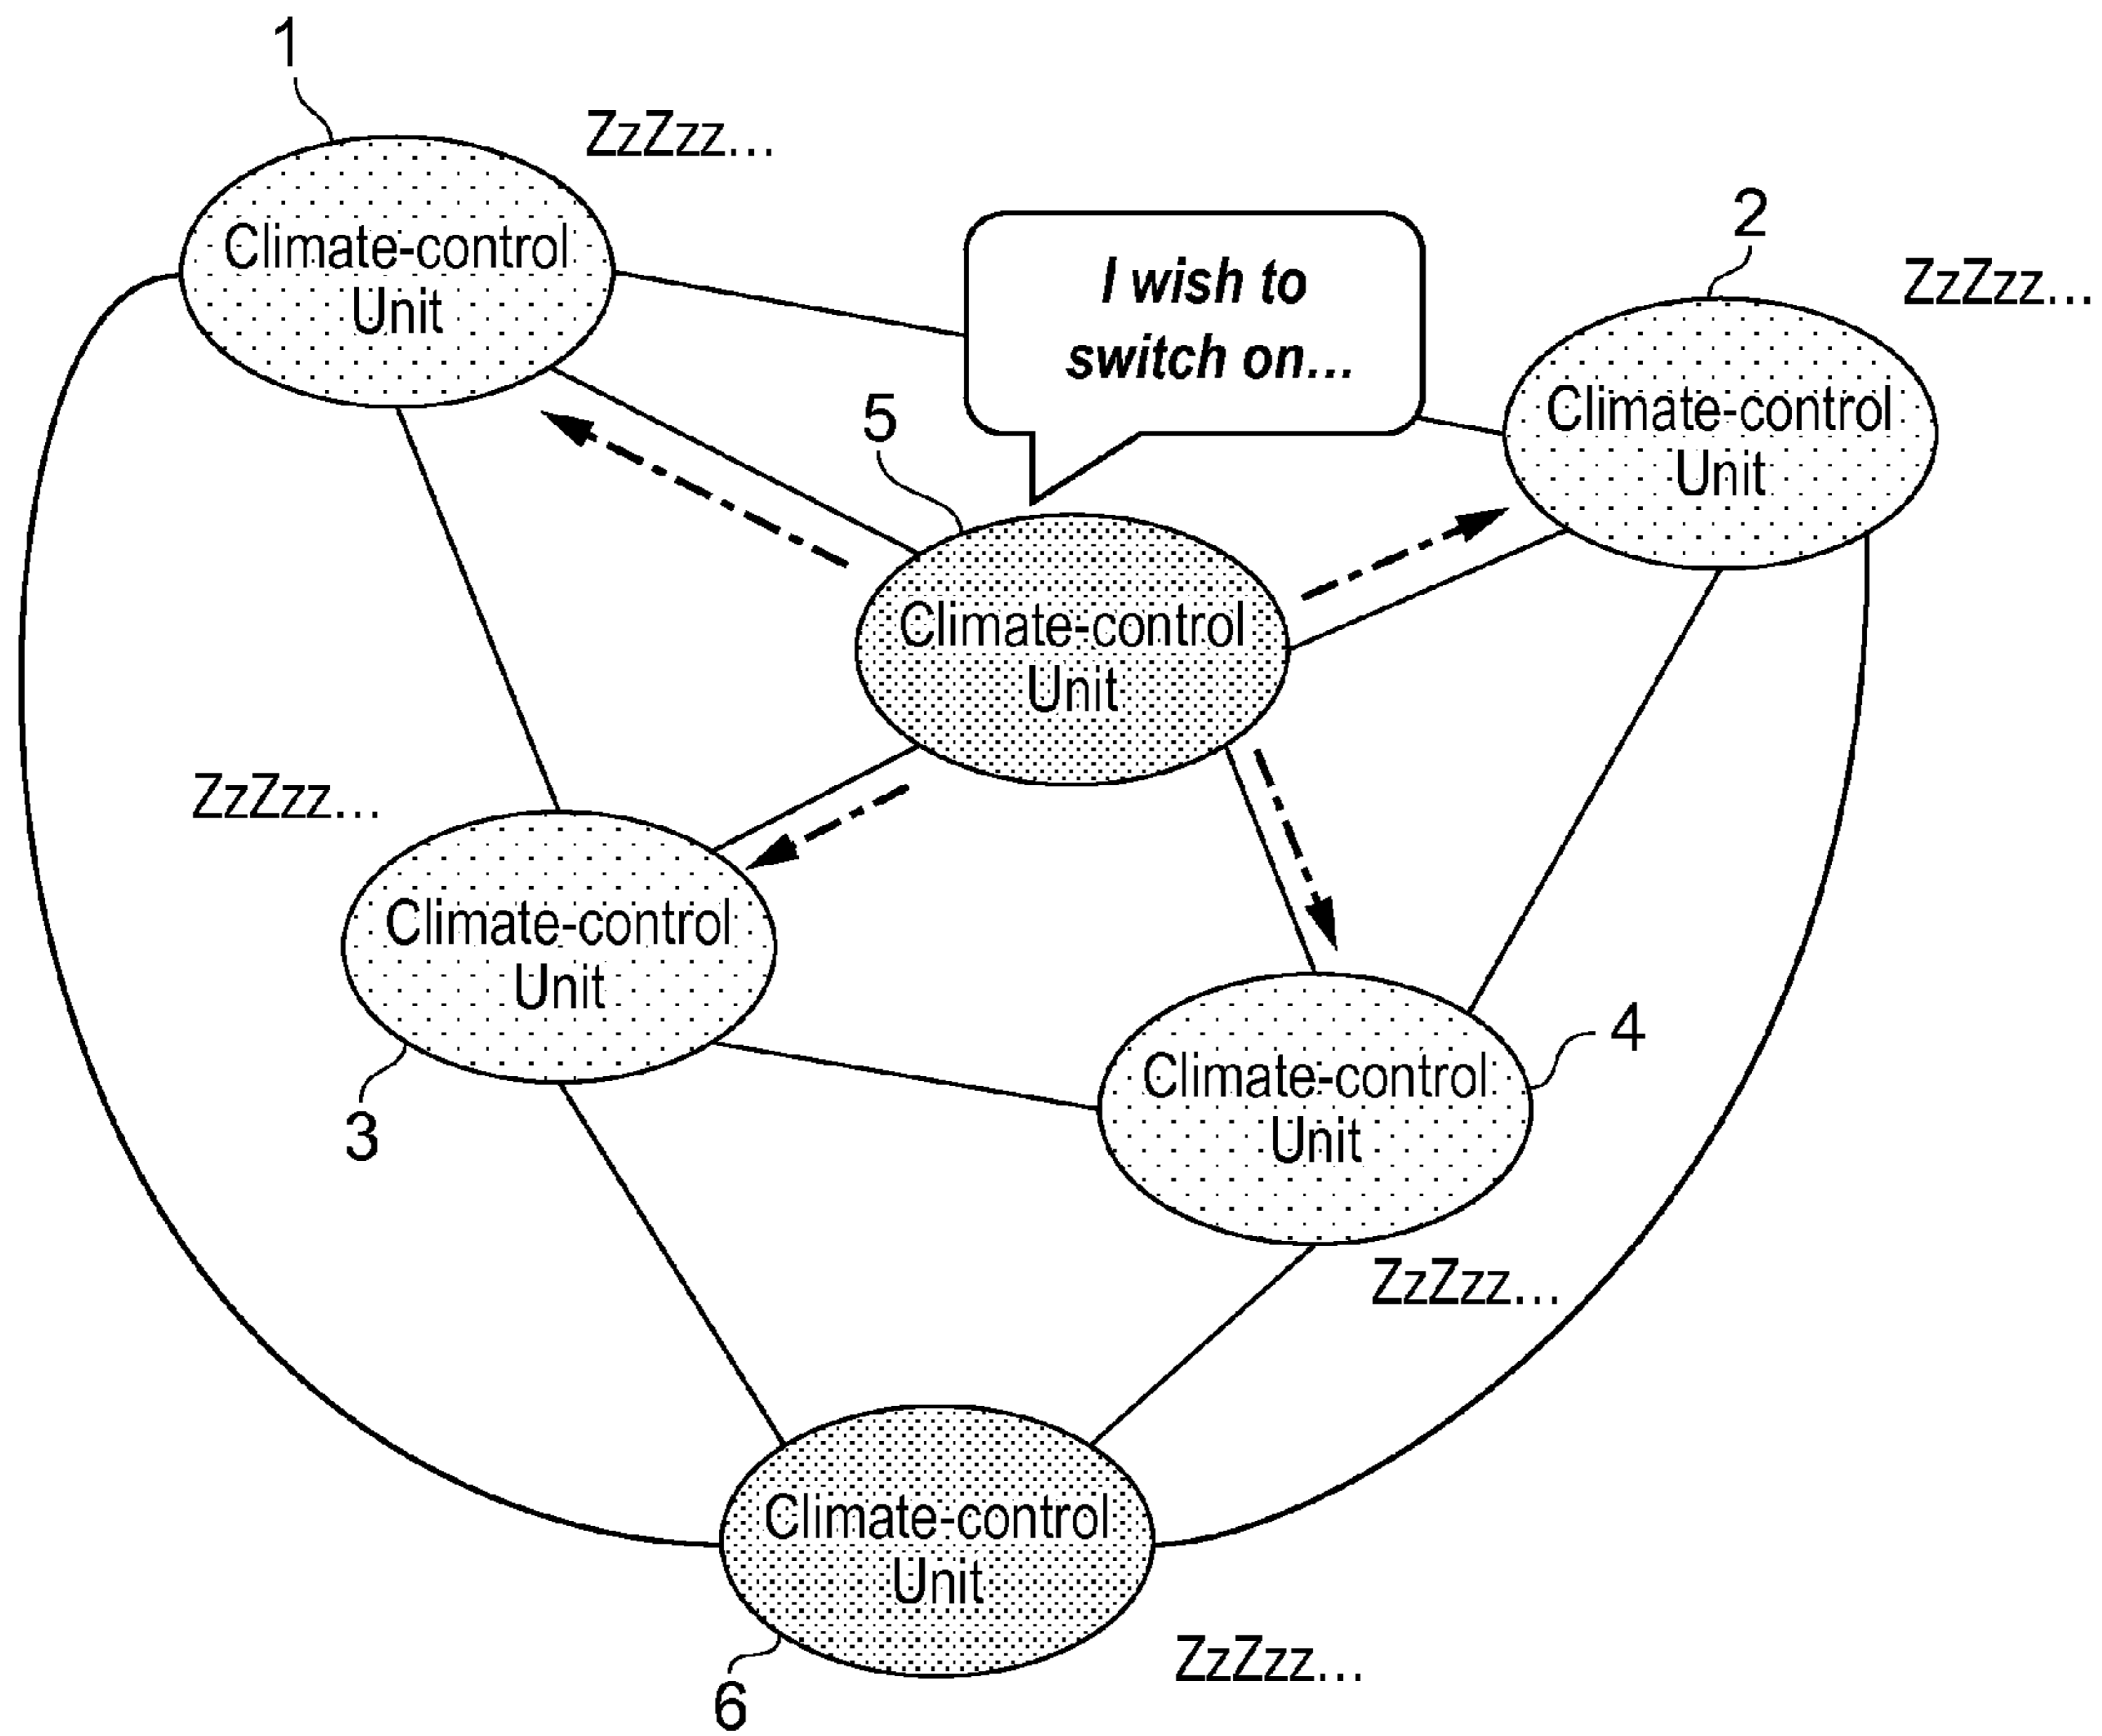 1
ZzZzz...
Climate-control
Unit
2
ZzZzz...
I wish to
switch on...
Climate-control
Unit
5
Climate-control
Unit
ZzZzz...
Climate-control
Unit
3
4
Climate-control
Unit
ZzZzz...
Climate-control
Unit
6
ZzZzz...